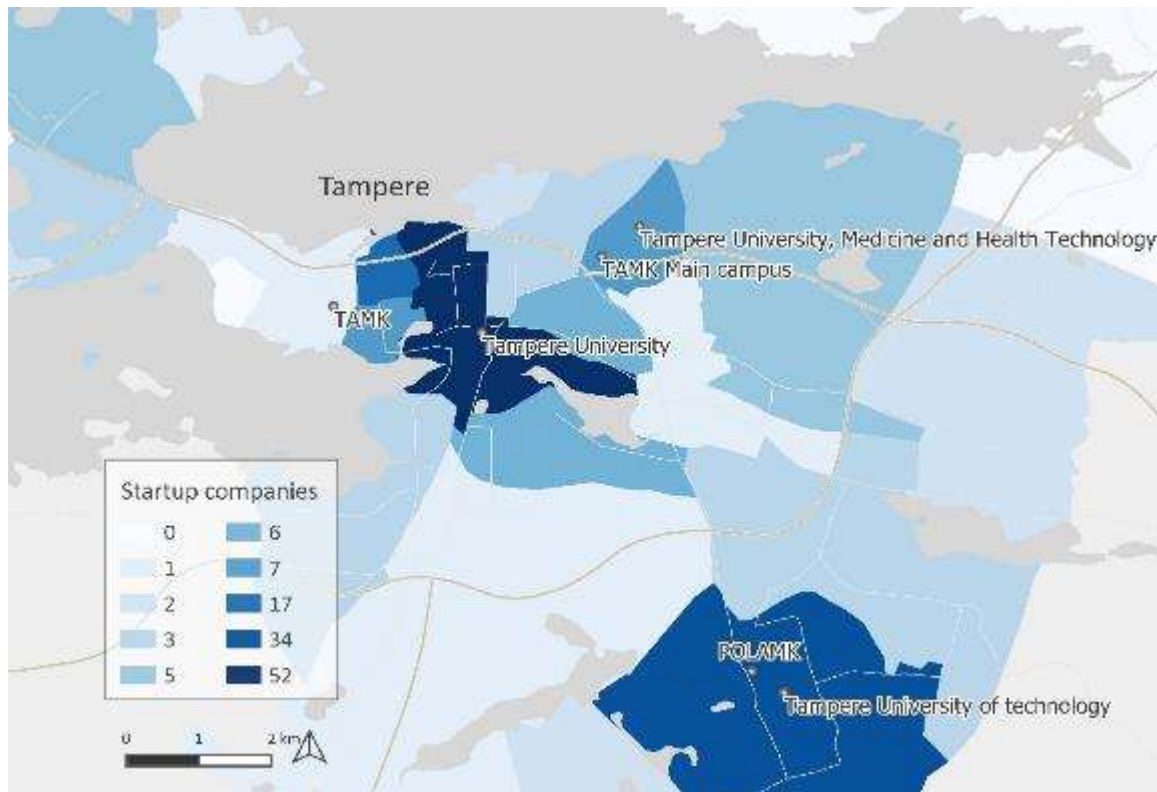 Tampere
Tampere University, Medicine and Health Technology
TAMK Main campus
TAMK
Tampere University
Startup companies
0
6
1
7
2
17
3
34
5
52
POLAMK
Tampere University of technology
0 1 2 km